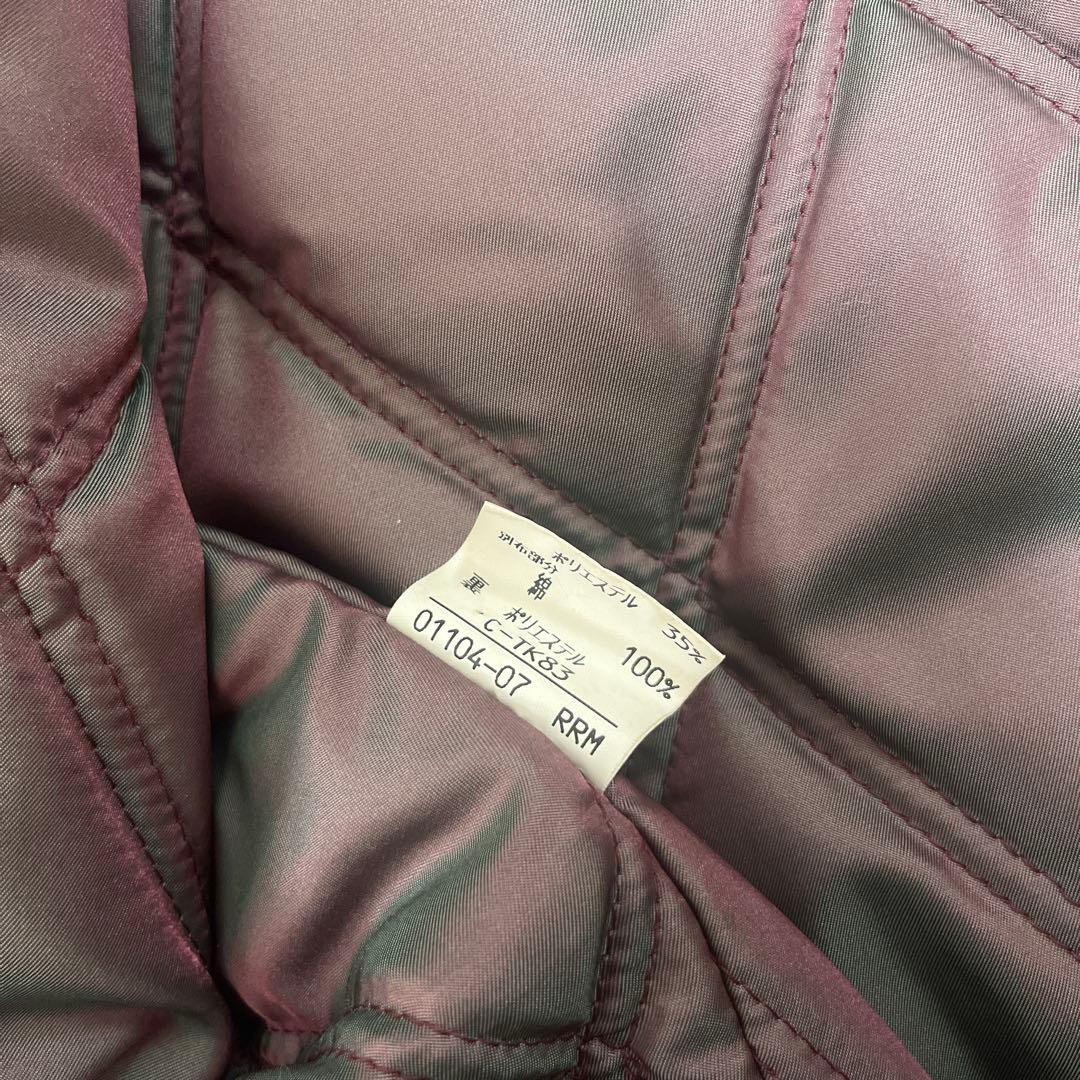 ポリエステル 35%
別布部分 綿 100%
裏 ポリエステル
C-TK83
01104-07 RRM